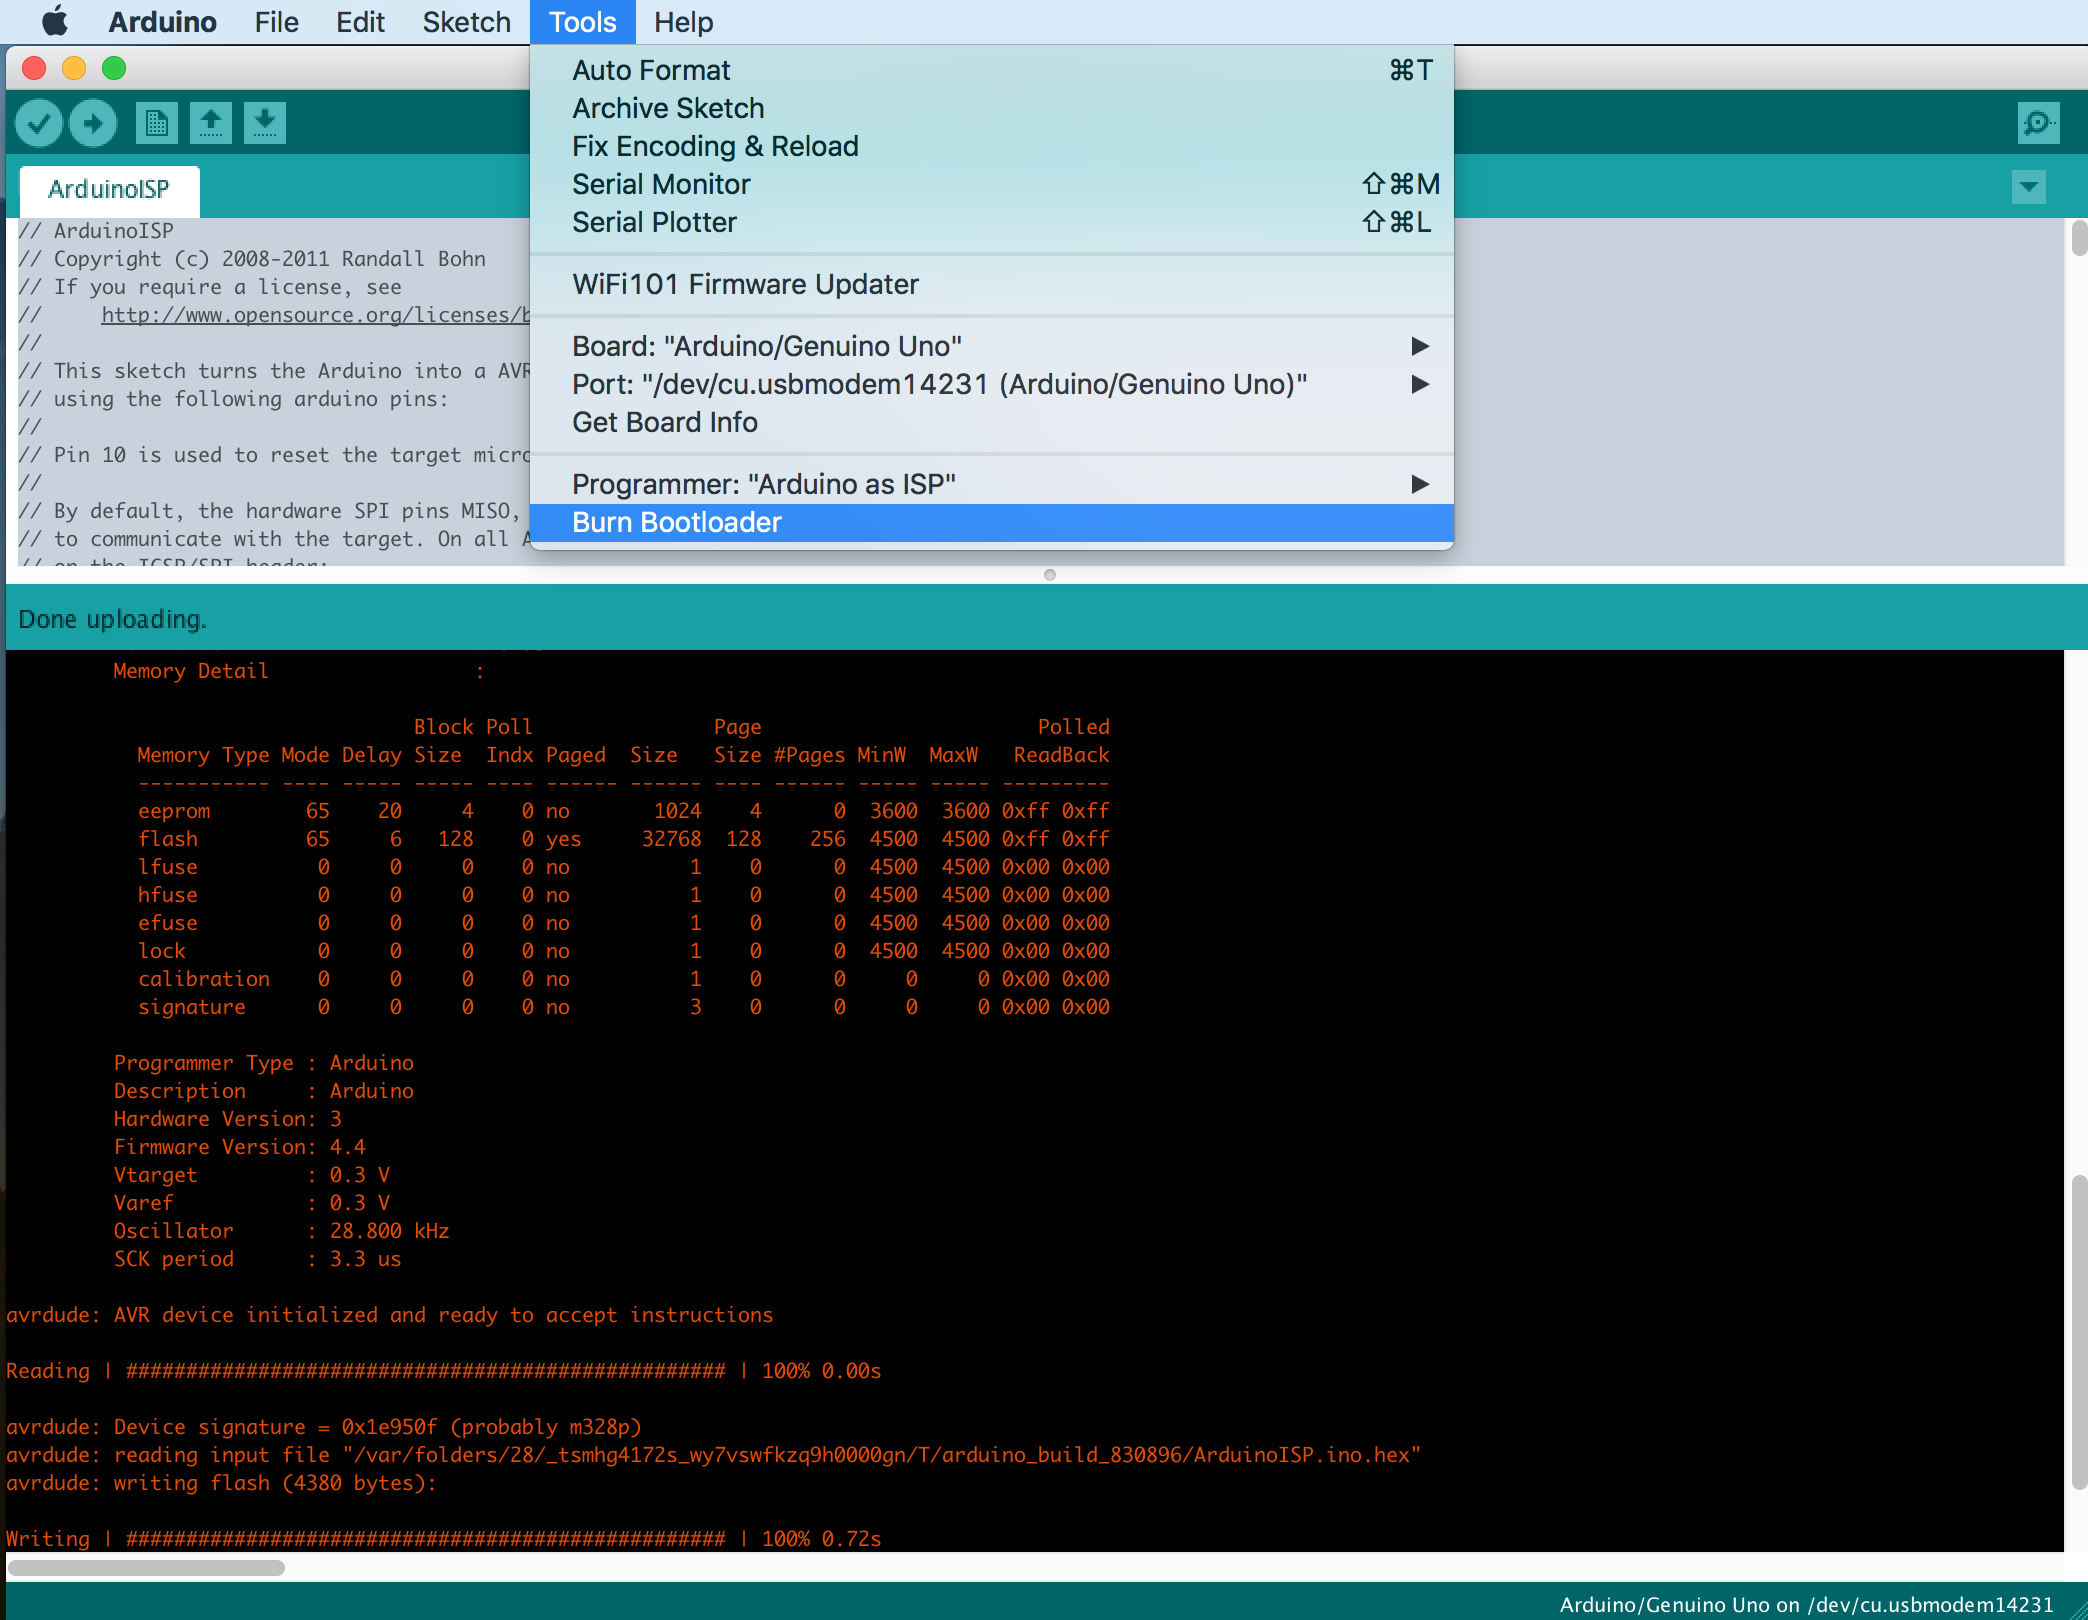 Arduino File Edit Sketch Tools Help
Auto Format ⌘T
Archive Sketch
Fix Encoding & Reload
Serial Monitor ⇧⌘M
Serial Plotter ⇧⌘L
WiFi101 Firmware Updater
Board: "Arduino/Genuino Uno" ▶
Port: "/dev/cu.usbmodem14231 (Arduino/Genuino Uno)" ▶
Get Board Info
Programmer: "Arduino as ISP" ▶
Burn Bootloader
ArduinoISP
// ArduinoISP
// Copyright (c) 2008-2011 Randall Bohn
// If you require a license, see
//     http://www.opensource.org/licenses/b
//
// This sketch turns the Arduino into a AVR
// using the following arduino pins:
//
// Pin 10 is used to reset the target micro
//
// By default, the hardware SPI pins MISO,
// to communicate with the target. On all A
// on the ICSP/SPI header:
Done uploading.
Memory Detail :
Block Poll Page Polled
Memory Type Mode Delay Size Indx Paged Size Size #Pages MinW MaxW ReadBack
----------- ---- ----- ----- ---- ------ ------ ---- ------ ----- ----- ---------
eeprom 65 20 4 0 no 1024 4 0 3600 3600 0xff 0xff
flash 65 6 128 0 yes 32768 128 256 4500 4500 0xff 0xff
lfuse 0 0 0 0 no 1 0 0 4500 4500 0x00 0x00
hfuse 0 0 0 0 no 1 0 0 4500 4500 0x00 0x00
efuse 0 0 0 0 no 1 0 0 4500 4500 0x00 0x00
lock 0 0 0 0 no 1 0 0 4500 4500 0x00 0x00
calibration 0 0 0 0 no 1 0 0 0 0 0x00 0x00
signature 0 0 0 0 no 3 0 0 0 0 0x00 0x00
Programmer Type : Arduino
Description : Arduino
Hardware Version: 3
Firmware Version: 4.4
Vtarget : 0.3 V
Varef : 0.3 V
Oscillator : 28.800 kHz
SCK period : 3.3 us
avrdude: AVR device initialized and ready to accept instructions
Reading | ################################################## | 100% 0.00s
avrdude: Device signature = 0x1e950f (probably m328p)
avrdude: reading input file "/var/folders/28/_tsmhg4172s_wy7vswfkzq9h0000gn/T/arduino_build_830896/ArduinoISP.ino.hex"
avrdude: writing flash (4380 bytes):
Writing | ################################################## | 100% 0.72s
Arduino/Genuino Uno on /dev/cu.usbmodem14231